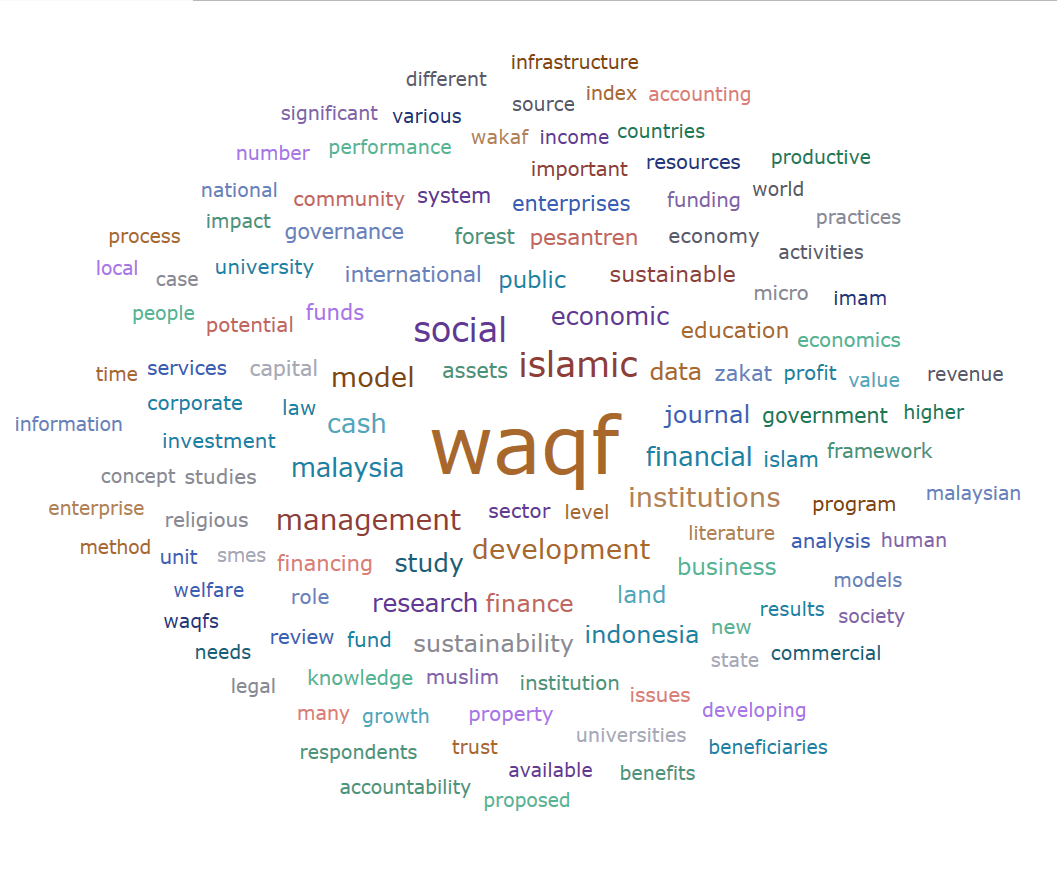 infrastructure
different
index accounting
source
significant various
wakaf income countries
number performance
important resources productive
national community system enterprises funding world
impact governance practices
process forest pesantren economy
activities
local case university international public sustainable
micro imam
people potential funds social economic education economics
time services capital model assets islamic data zakat profit value revenue
information corporate law cash waqf journal government higher
investment malaysia financial islam framework
concept studies
enterprise institutions program malaysian
religious management sector level
method unit smes financing study development literature analysis human
business models
welfare role research finance land results society
waqfs
review fund sustainability indonesia new
needs state commercial
legal knowledge muslim institution issues
many growth property developing
respondents trust universities beneficiaries
available benefits
accountability proposed